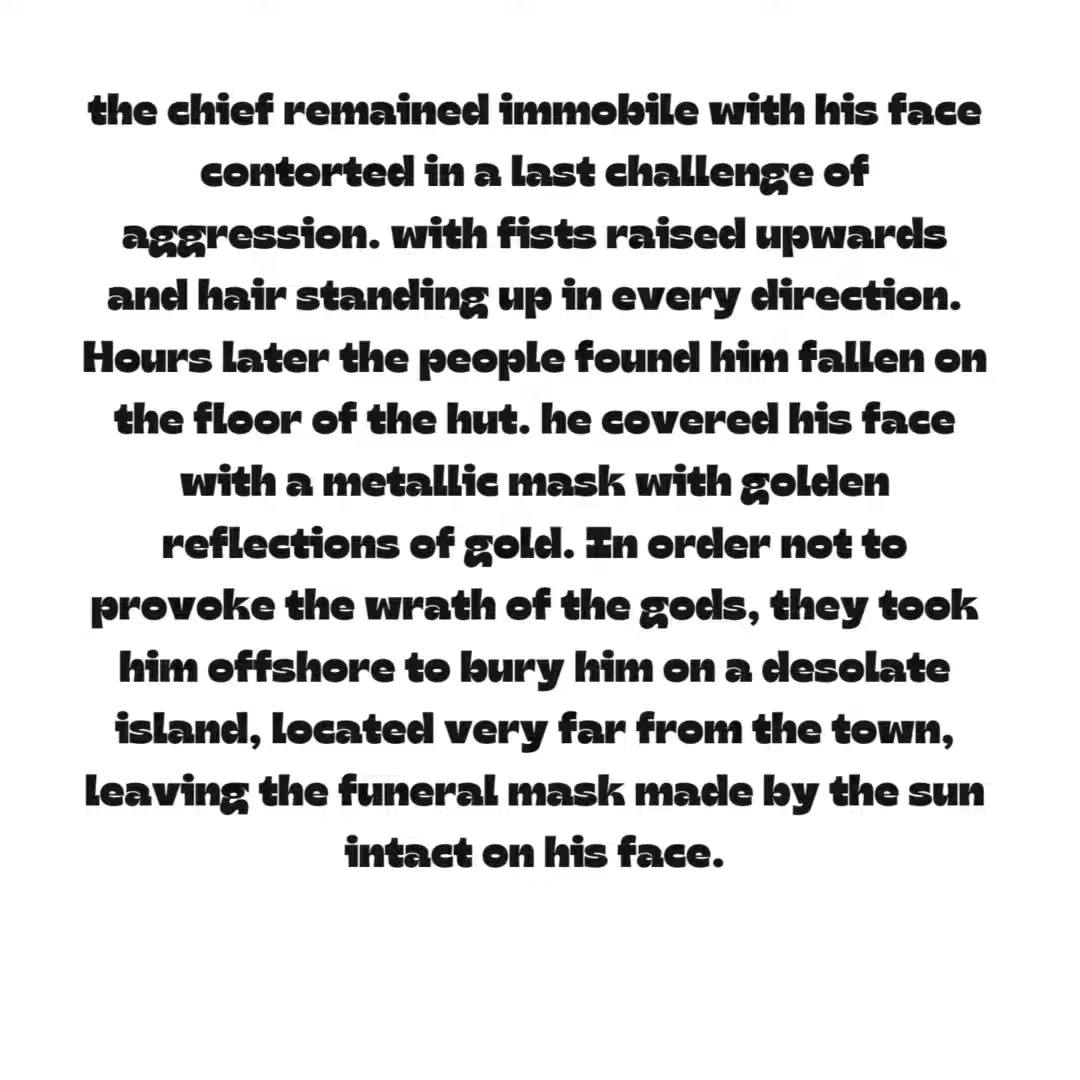 the chief remained immobile with his face
contorted in a last challenge of
aggression. with fists raised upwards
and hair standing up in every direction.
Hours later the people found him fallen on
the floor of the hut. he covered his face
with a metallic mask with golden
reflections of gold. In order not to
provoke the wrath of the gods, they took
him offshore to bury him on a desolate
island, located very far from the town,
leaving the funeral mask made by the sun
intact on his face.